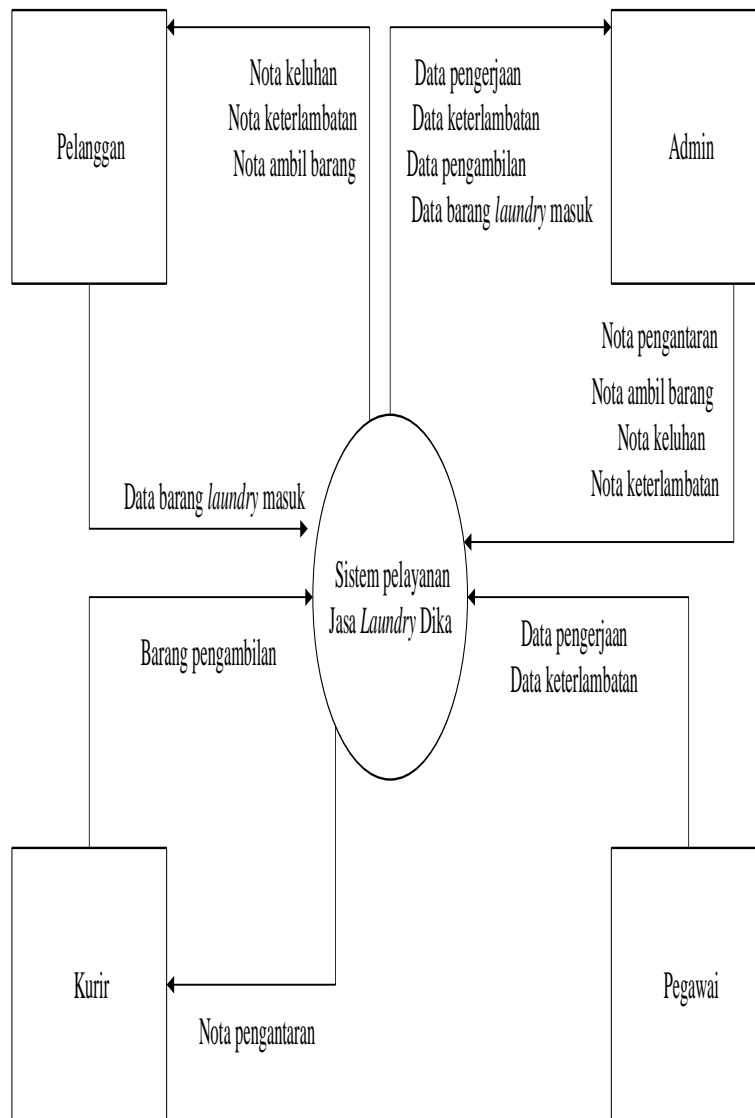 Pelanggan
Nota keluhan
Nota keterlambatan
Nota ambil barang
Data pengerjaan
Data keterlambatan
Data pengambilan
Data barang laundry masuk
Admin
Nota pengantaran
Nota ambil barang
Nota keluhan
Nota keterlambatan
Data barang laundry masuk
Sistem pelayanan
Jasa Laundry Dika
Barang pengambilan
Data pengerjaan
Data keterlambatan
Kurir
Nota pengantaran
Pegawai